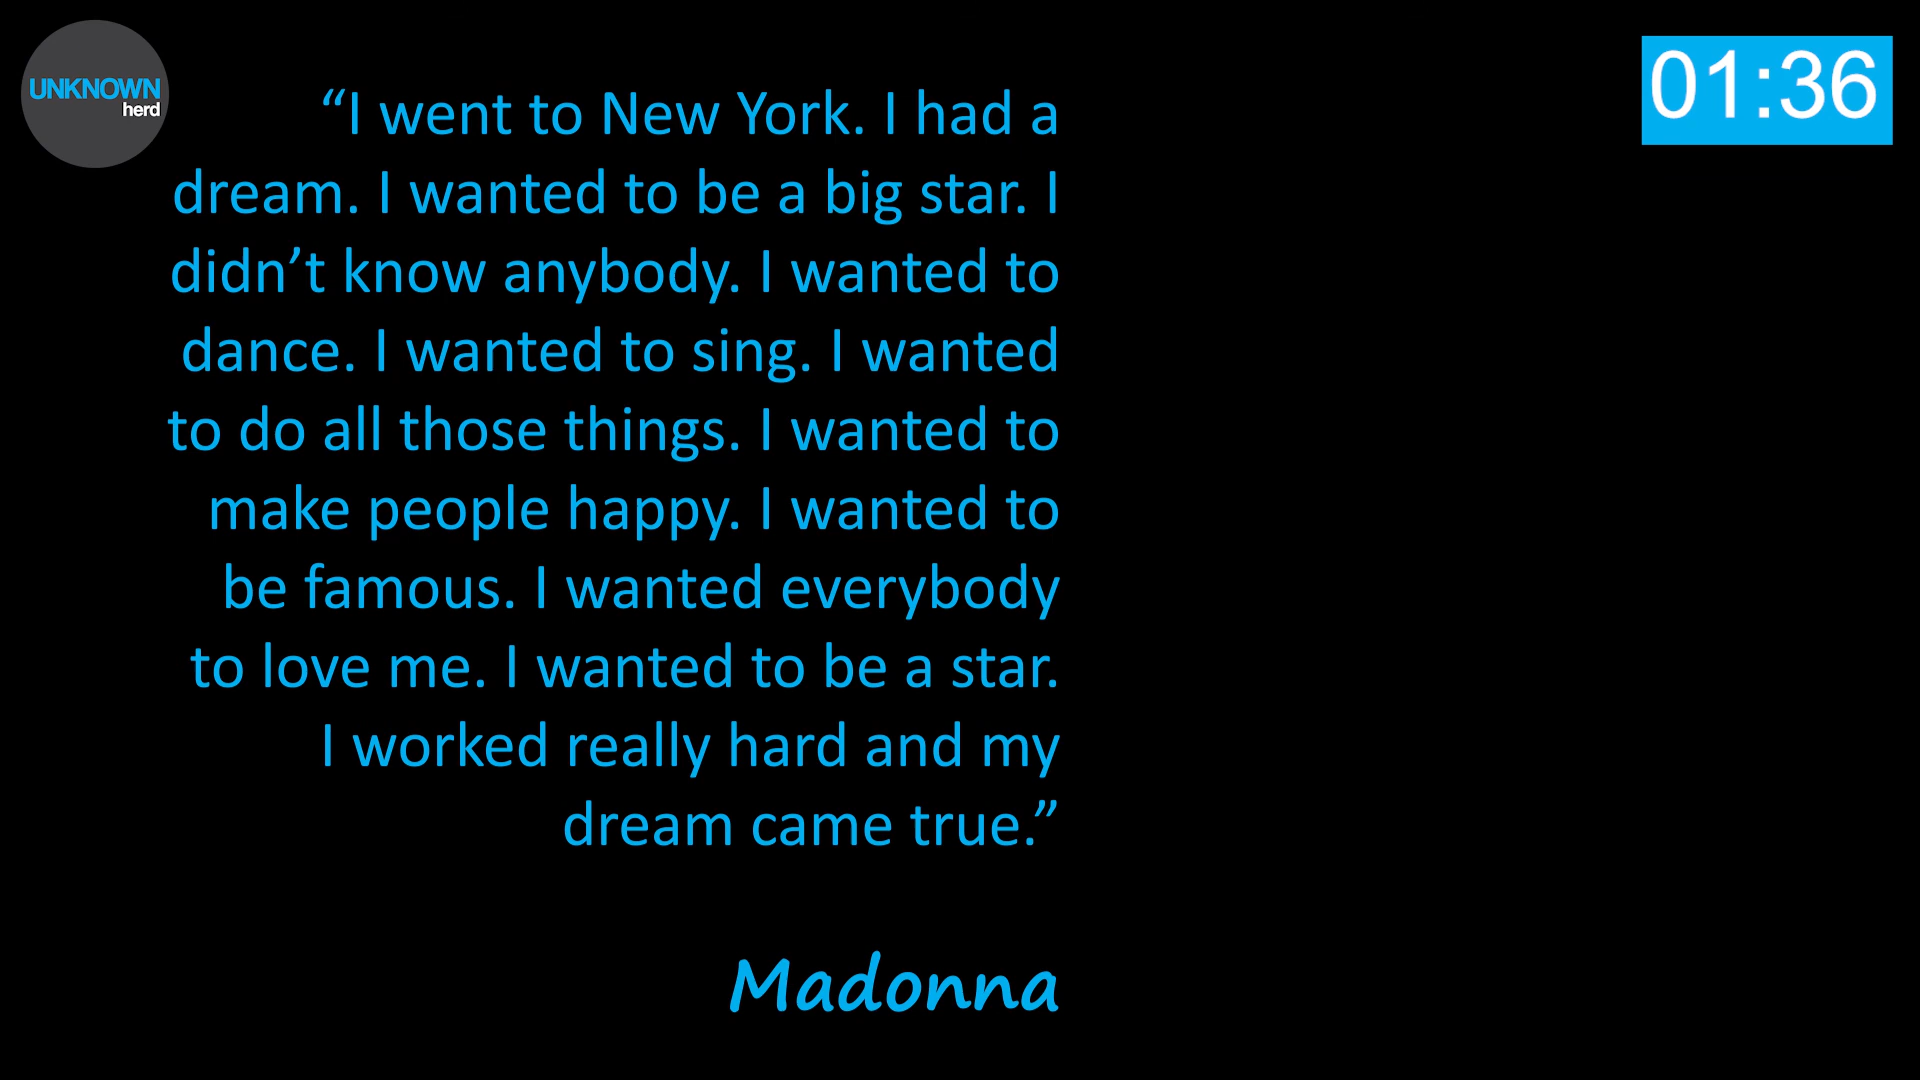 UNKNOWN
herd
01:36
“I went to New York. I had a
dream. I wanted to be a big star. I
didn’t know anybody. I wanted to
dance. I wanted to sing. I wanted
to do all those things. I wanted to
make people happy. I wanted to
be famous. I wanted everybody
to love me. I wanted to be a star.
I worked really hard and my
dream came true.”
Madonna